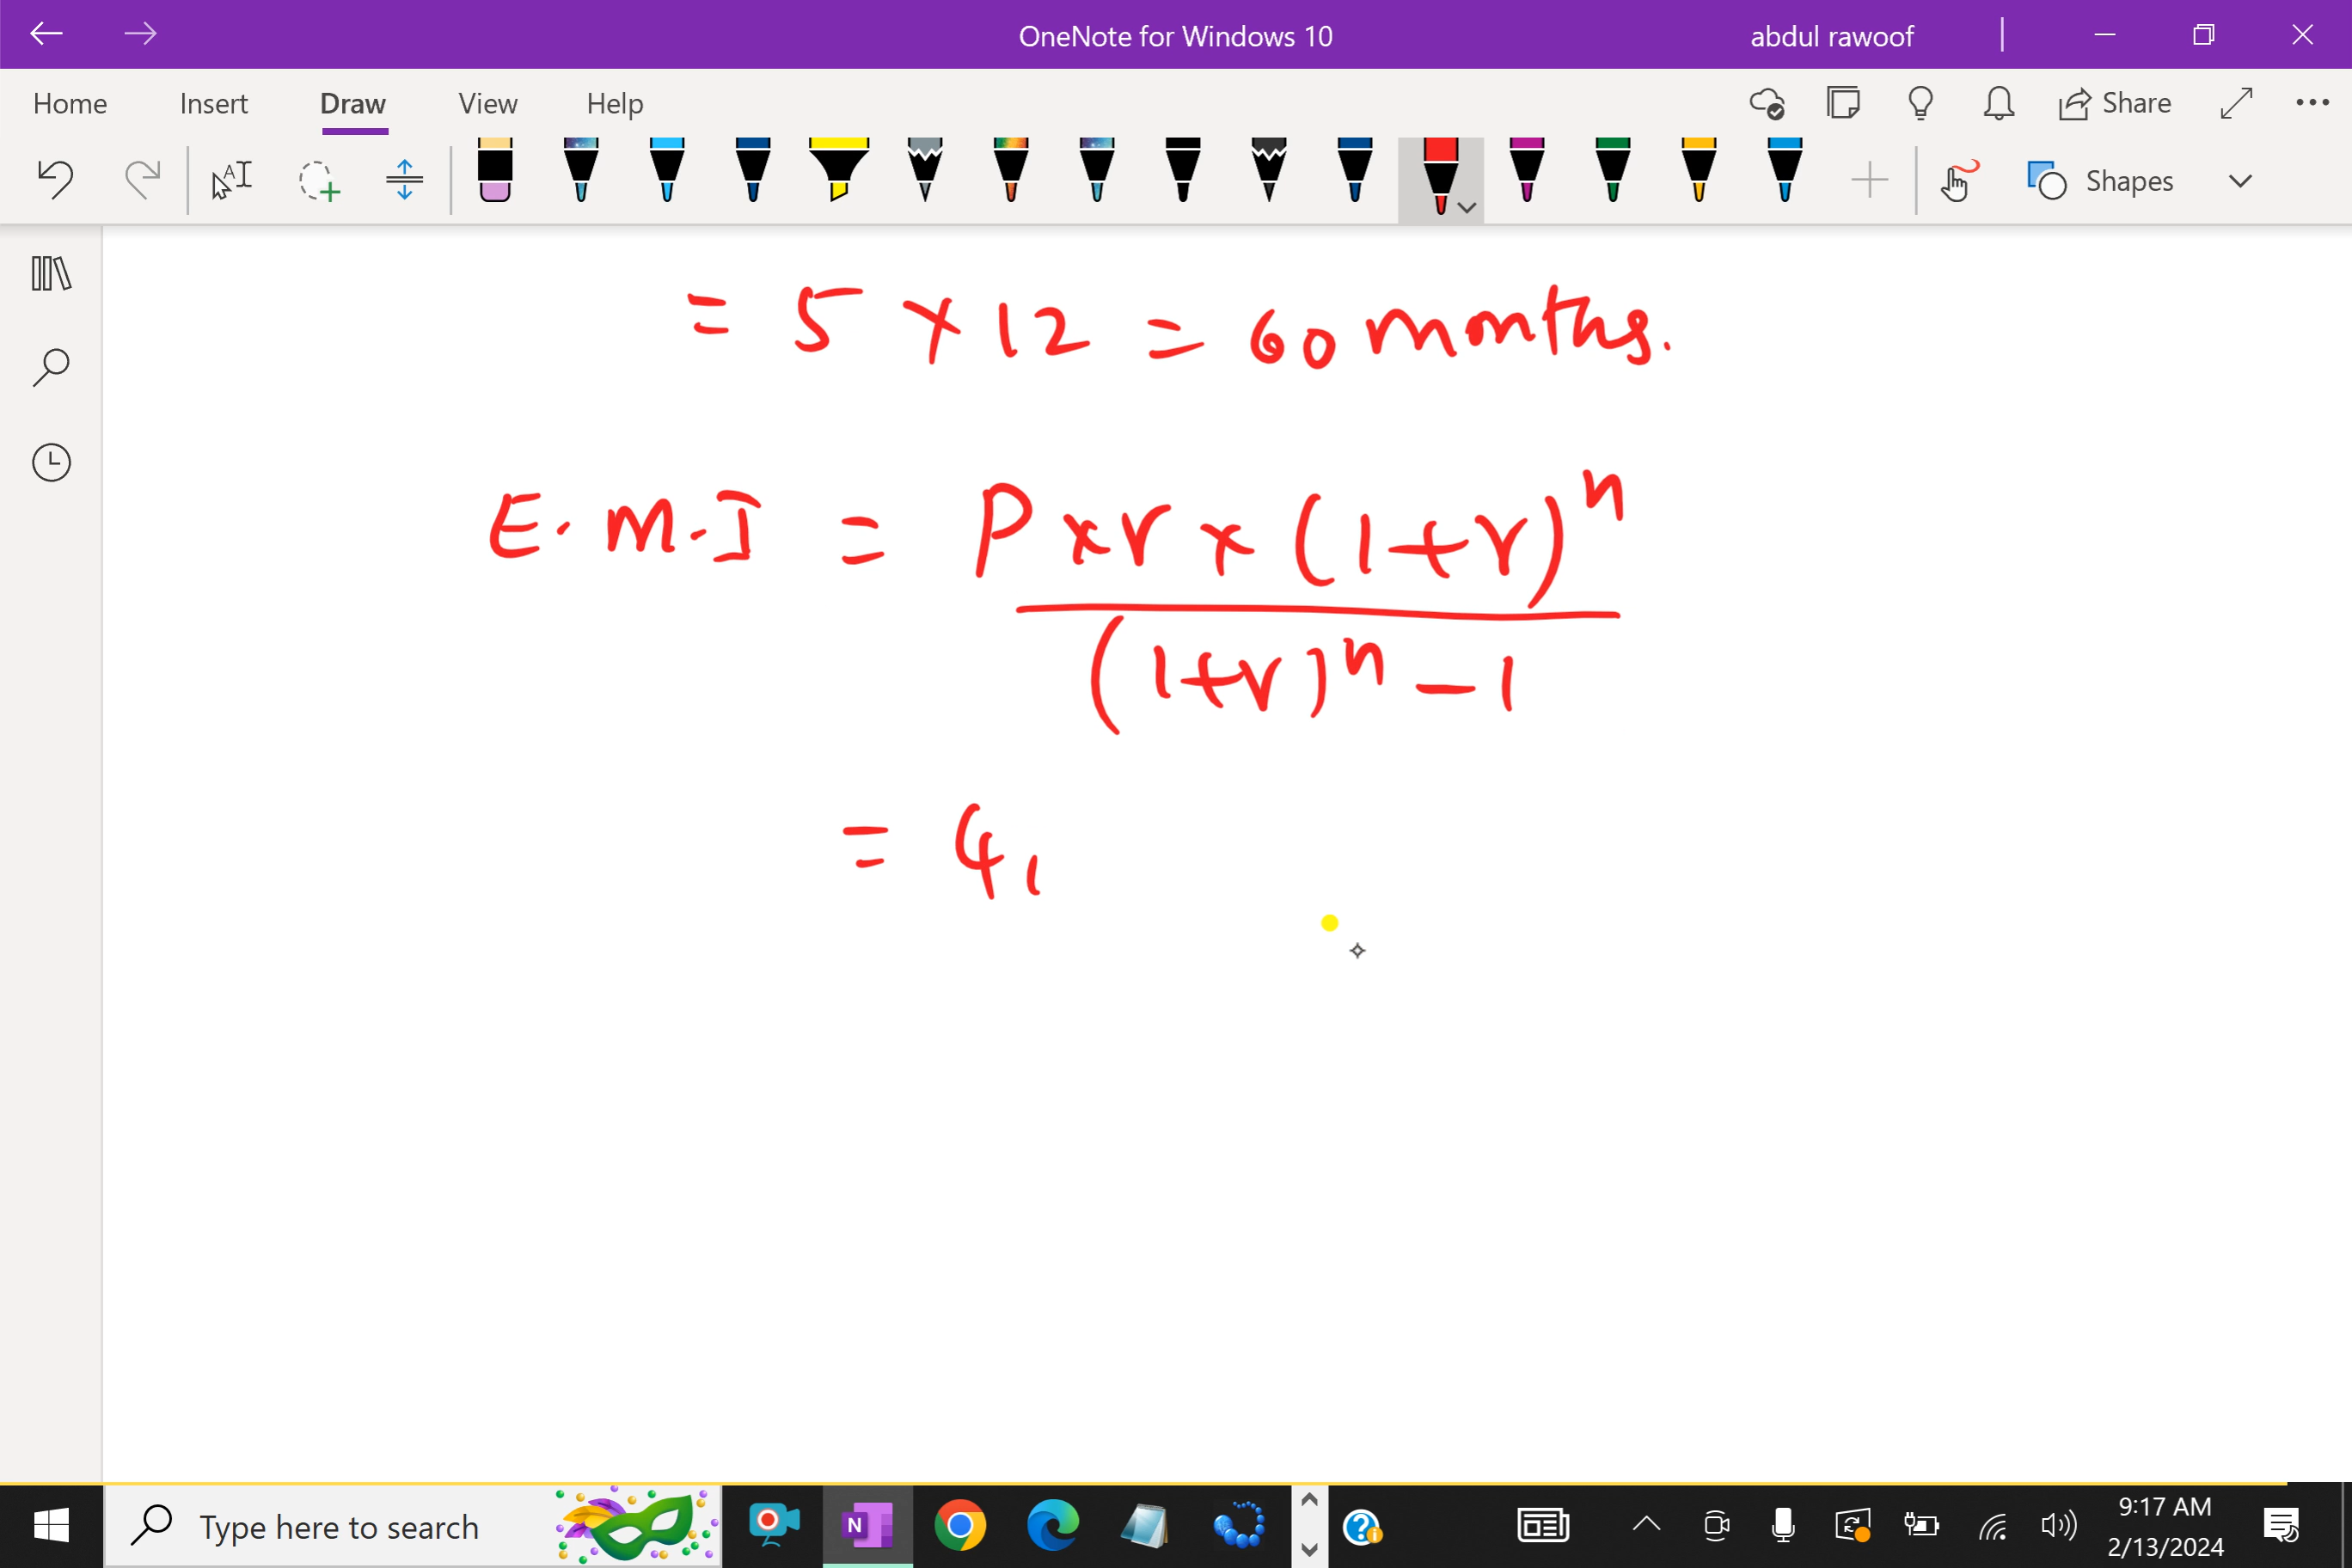 OneNote for Windows 10
abdul rawoof
Home Insert Draw View Help
Share
Shapes
= 5 × 12 = 60 months.
E.M.I = P×r×(1+r)^n
(1+r)^n - 1
= 4,
Type here to search
N
9:17 AM
2/13/2024